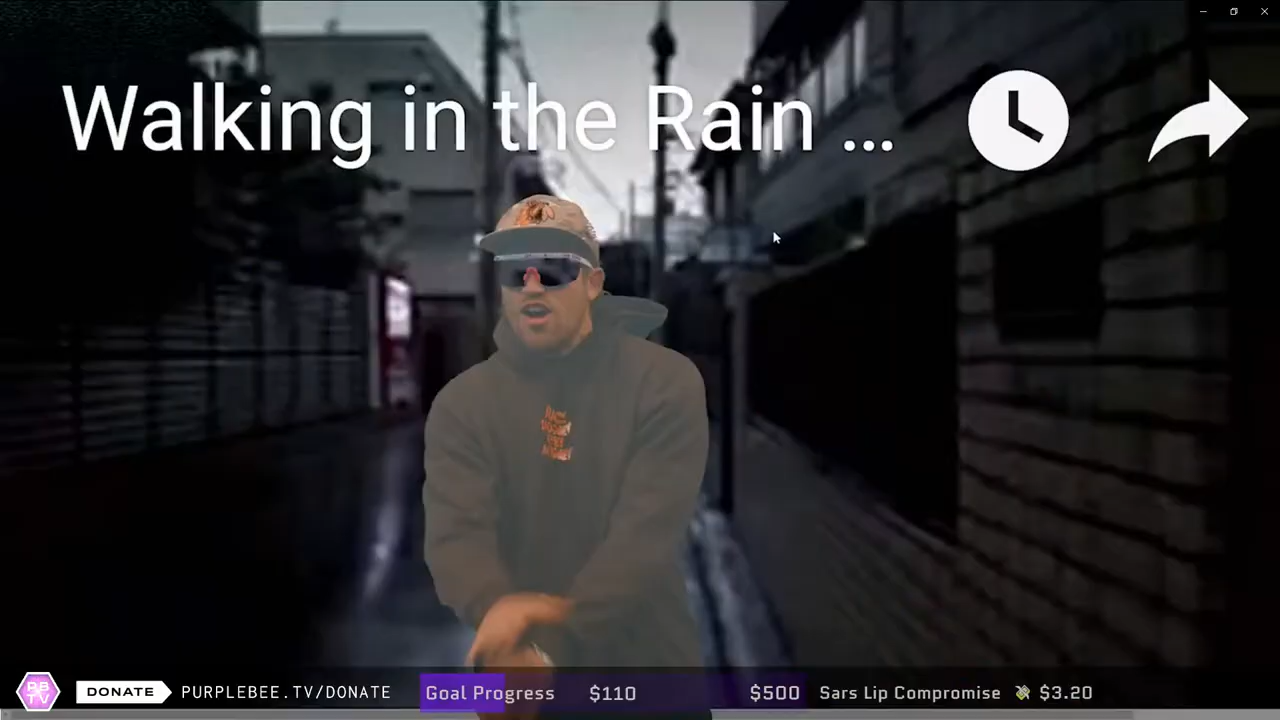 Walking in the Rain ...
PB
TV
DONATE
PURPLEBEE.TV/DONATE
Goal Progress
$110
$500
Sars Lip Compromise
$3.20